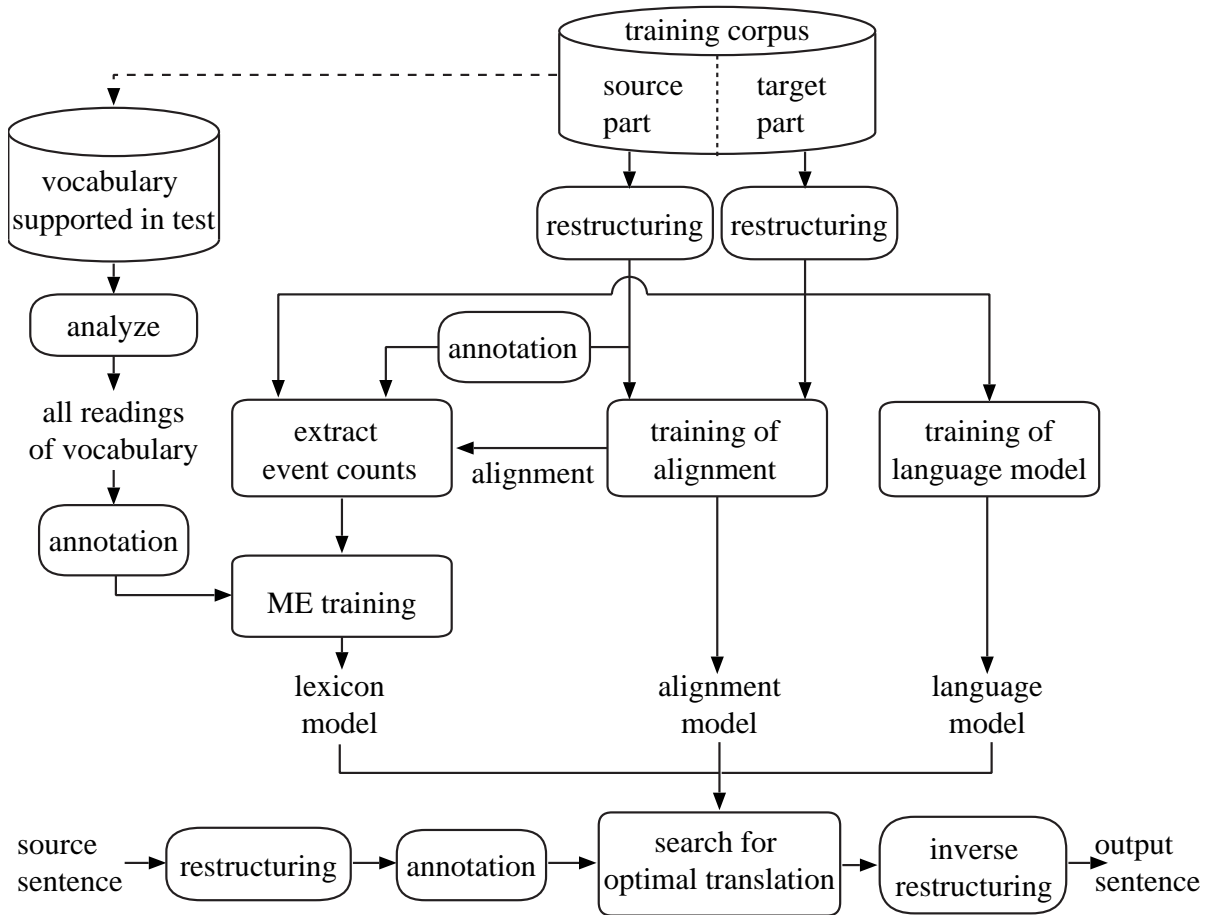 training corpus
source
part
target
part
vocabulary
supported in test
restructuring
restructuring
analyze
annotation
all readings
of vocabulary
extract
event counts
alignment
training of
alignment
training of
language model
annotation
ME training
lexicon
model
alignment
model
language
model
source
sentence
restructuring
annotation
search for
optimal translation
inverse
restructuring
output
sentence